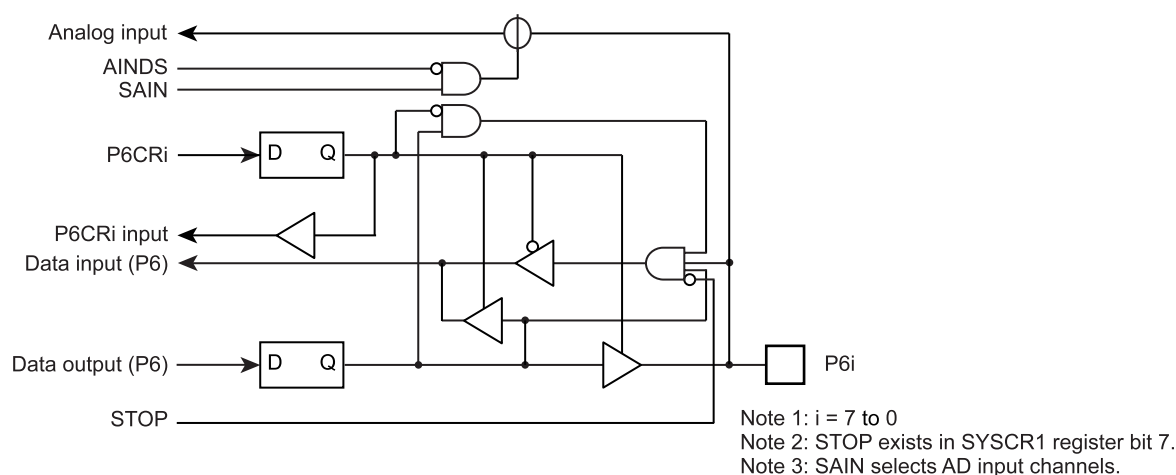 Analog input
AINDS
SAIN
P6CRi
D Q
P6CRi input
Data input (P6)
Data output (P6)
D Q
P6i
STOP
Note 1: i = 7 to 0
Note 2: STOP exists in SYSCR1 register bit 7.
Note 3: SAIN selects AD input channels.